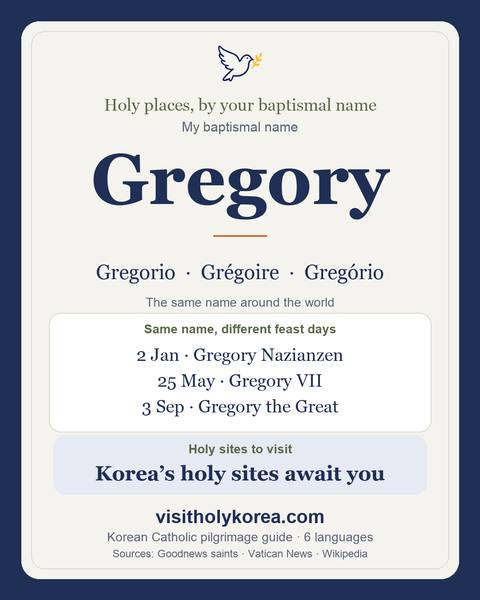 Holy places, by your baptismal name
My baptismal name
Gregory
Gregorio · Grégoire · Gregório
The same name around the world
Same name, different feast days
2 Jan · Gregory Nazianzen
25 May · Gregory VII
3 Sep · Gregory the Great
Holy sites to visit
Korea’s holy sites await you
visitholykorea.com
Korean Catholic pilgrimage guide · 6 languages
Sources: Goodnews saints · Vatican News · Wikipedia